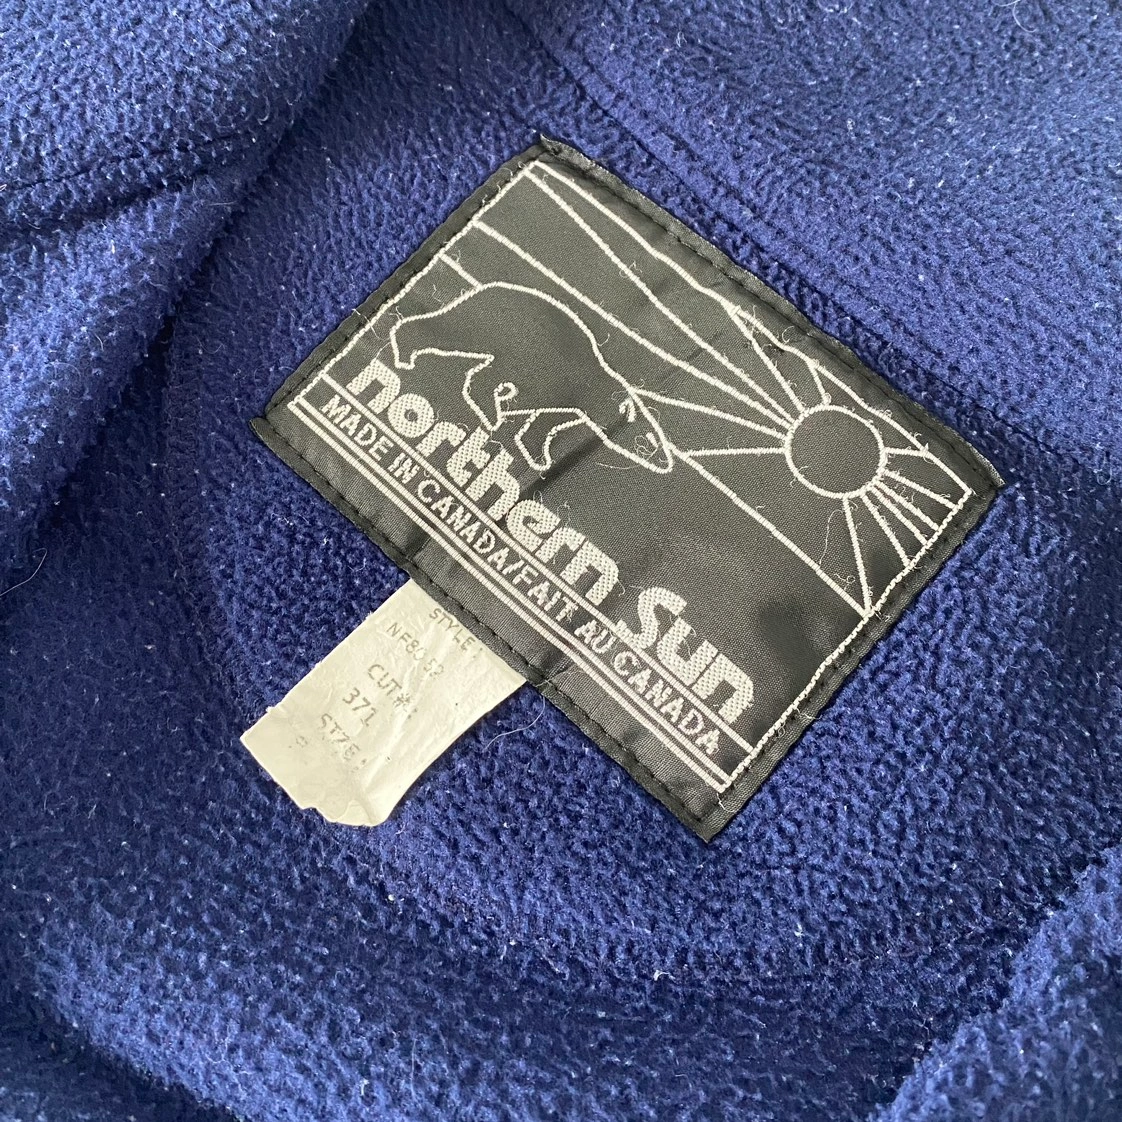 northern Sun
MADE IN CANADA/FAIT AU CANADA
STYLE:
CUT#:
371